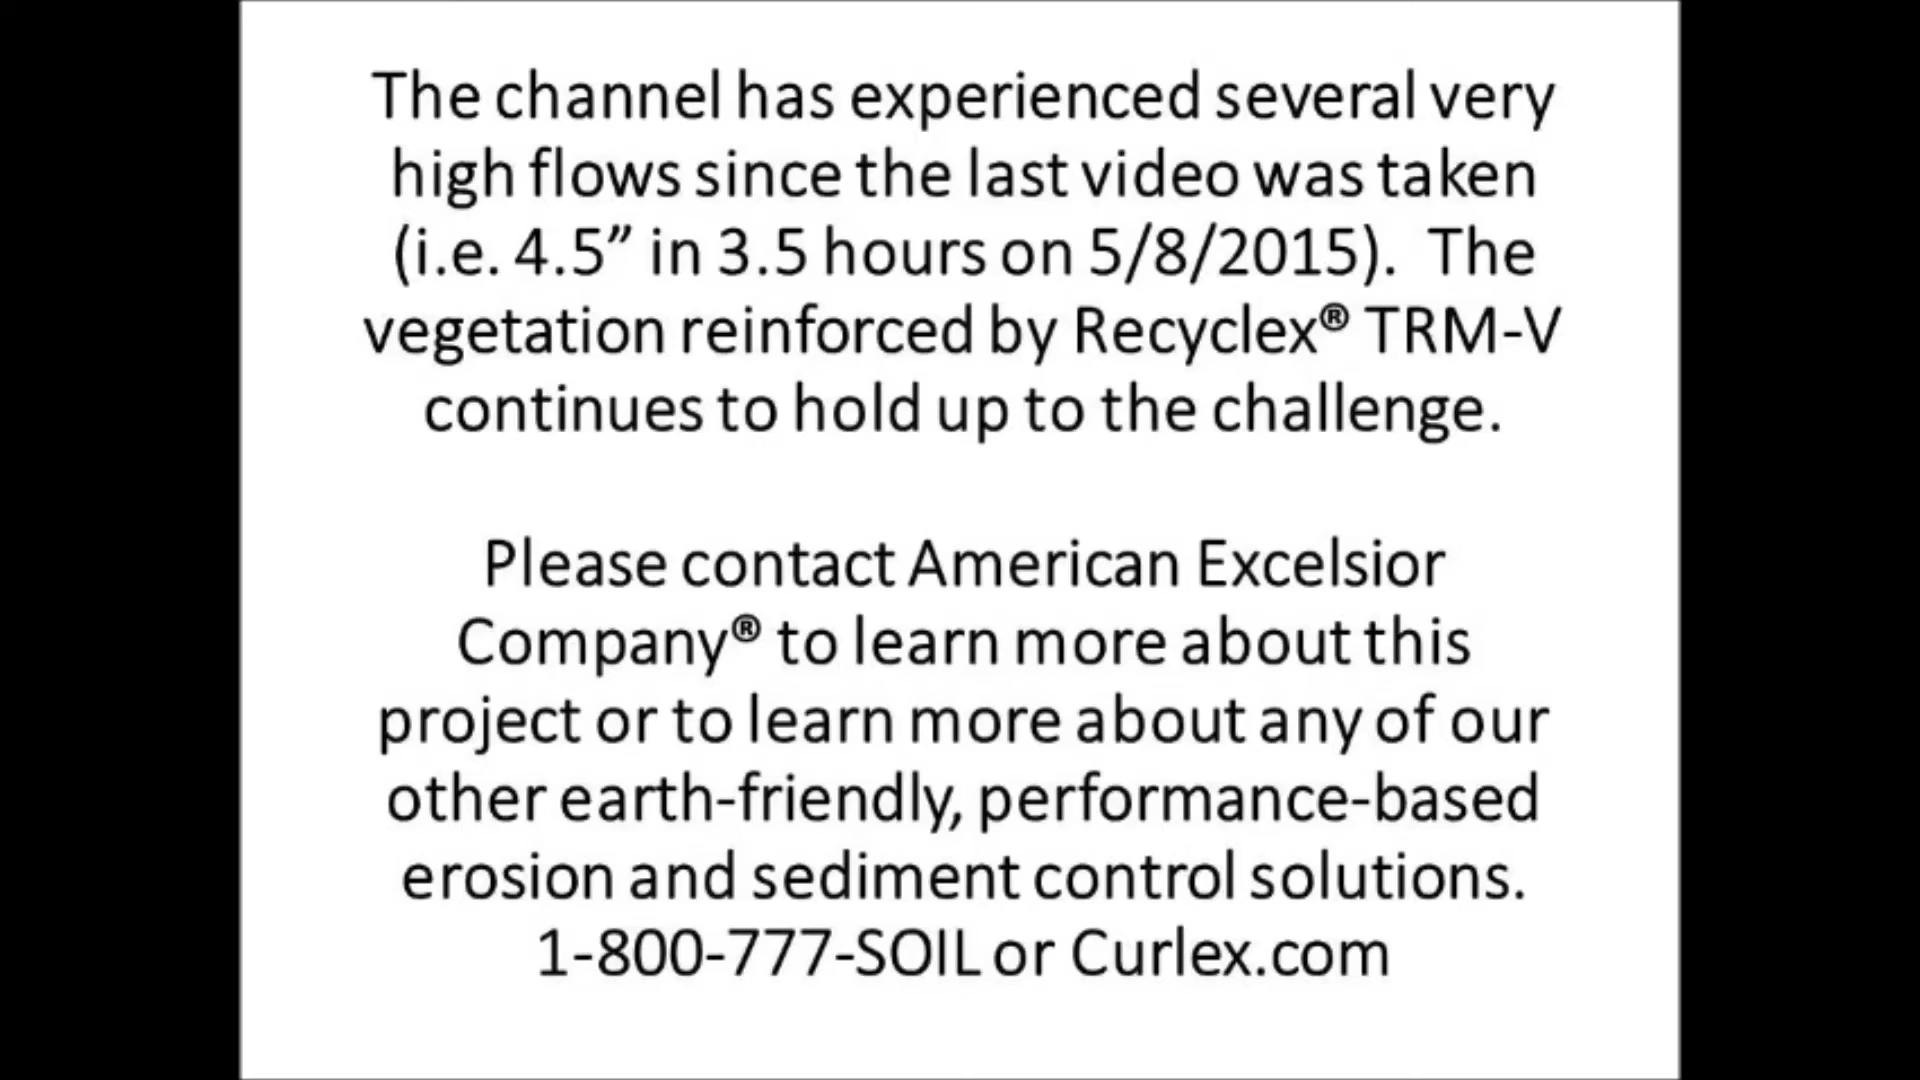 The channel has experienced several very
high flows since the last video was taken
(i.e. 4.5” in 3.5 hours on 5/8/2015).  The
vegetation reinforced by Recyclex® TRM-V
continues to hold up to the challenge.
Please contact American Excelsior
Company® to learn more about this
project or to learn more about any of our
other earth-friendly, performance-based
erosion and sediment control solutions.
1-800-777-SOIL or Curlex.com